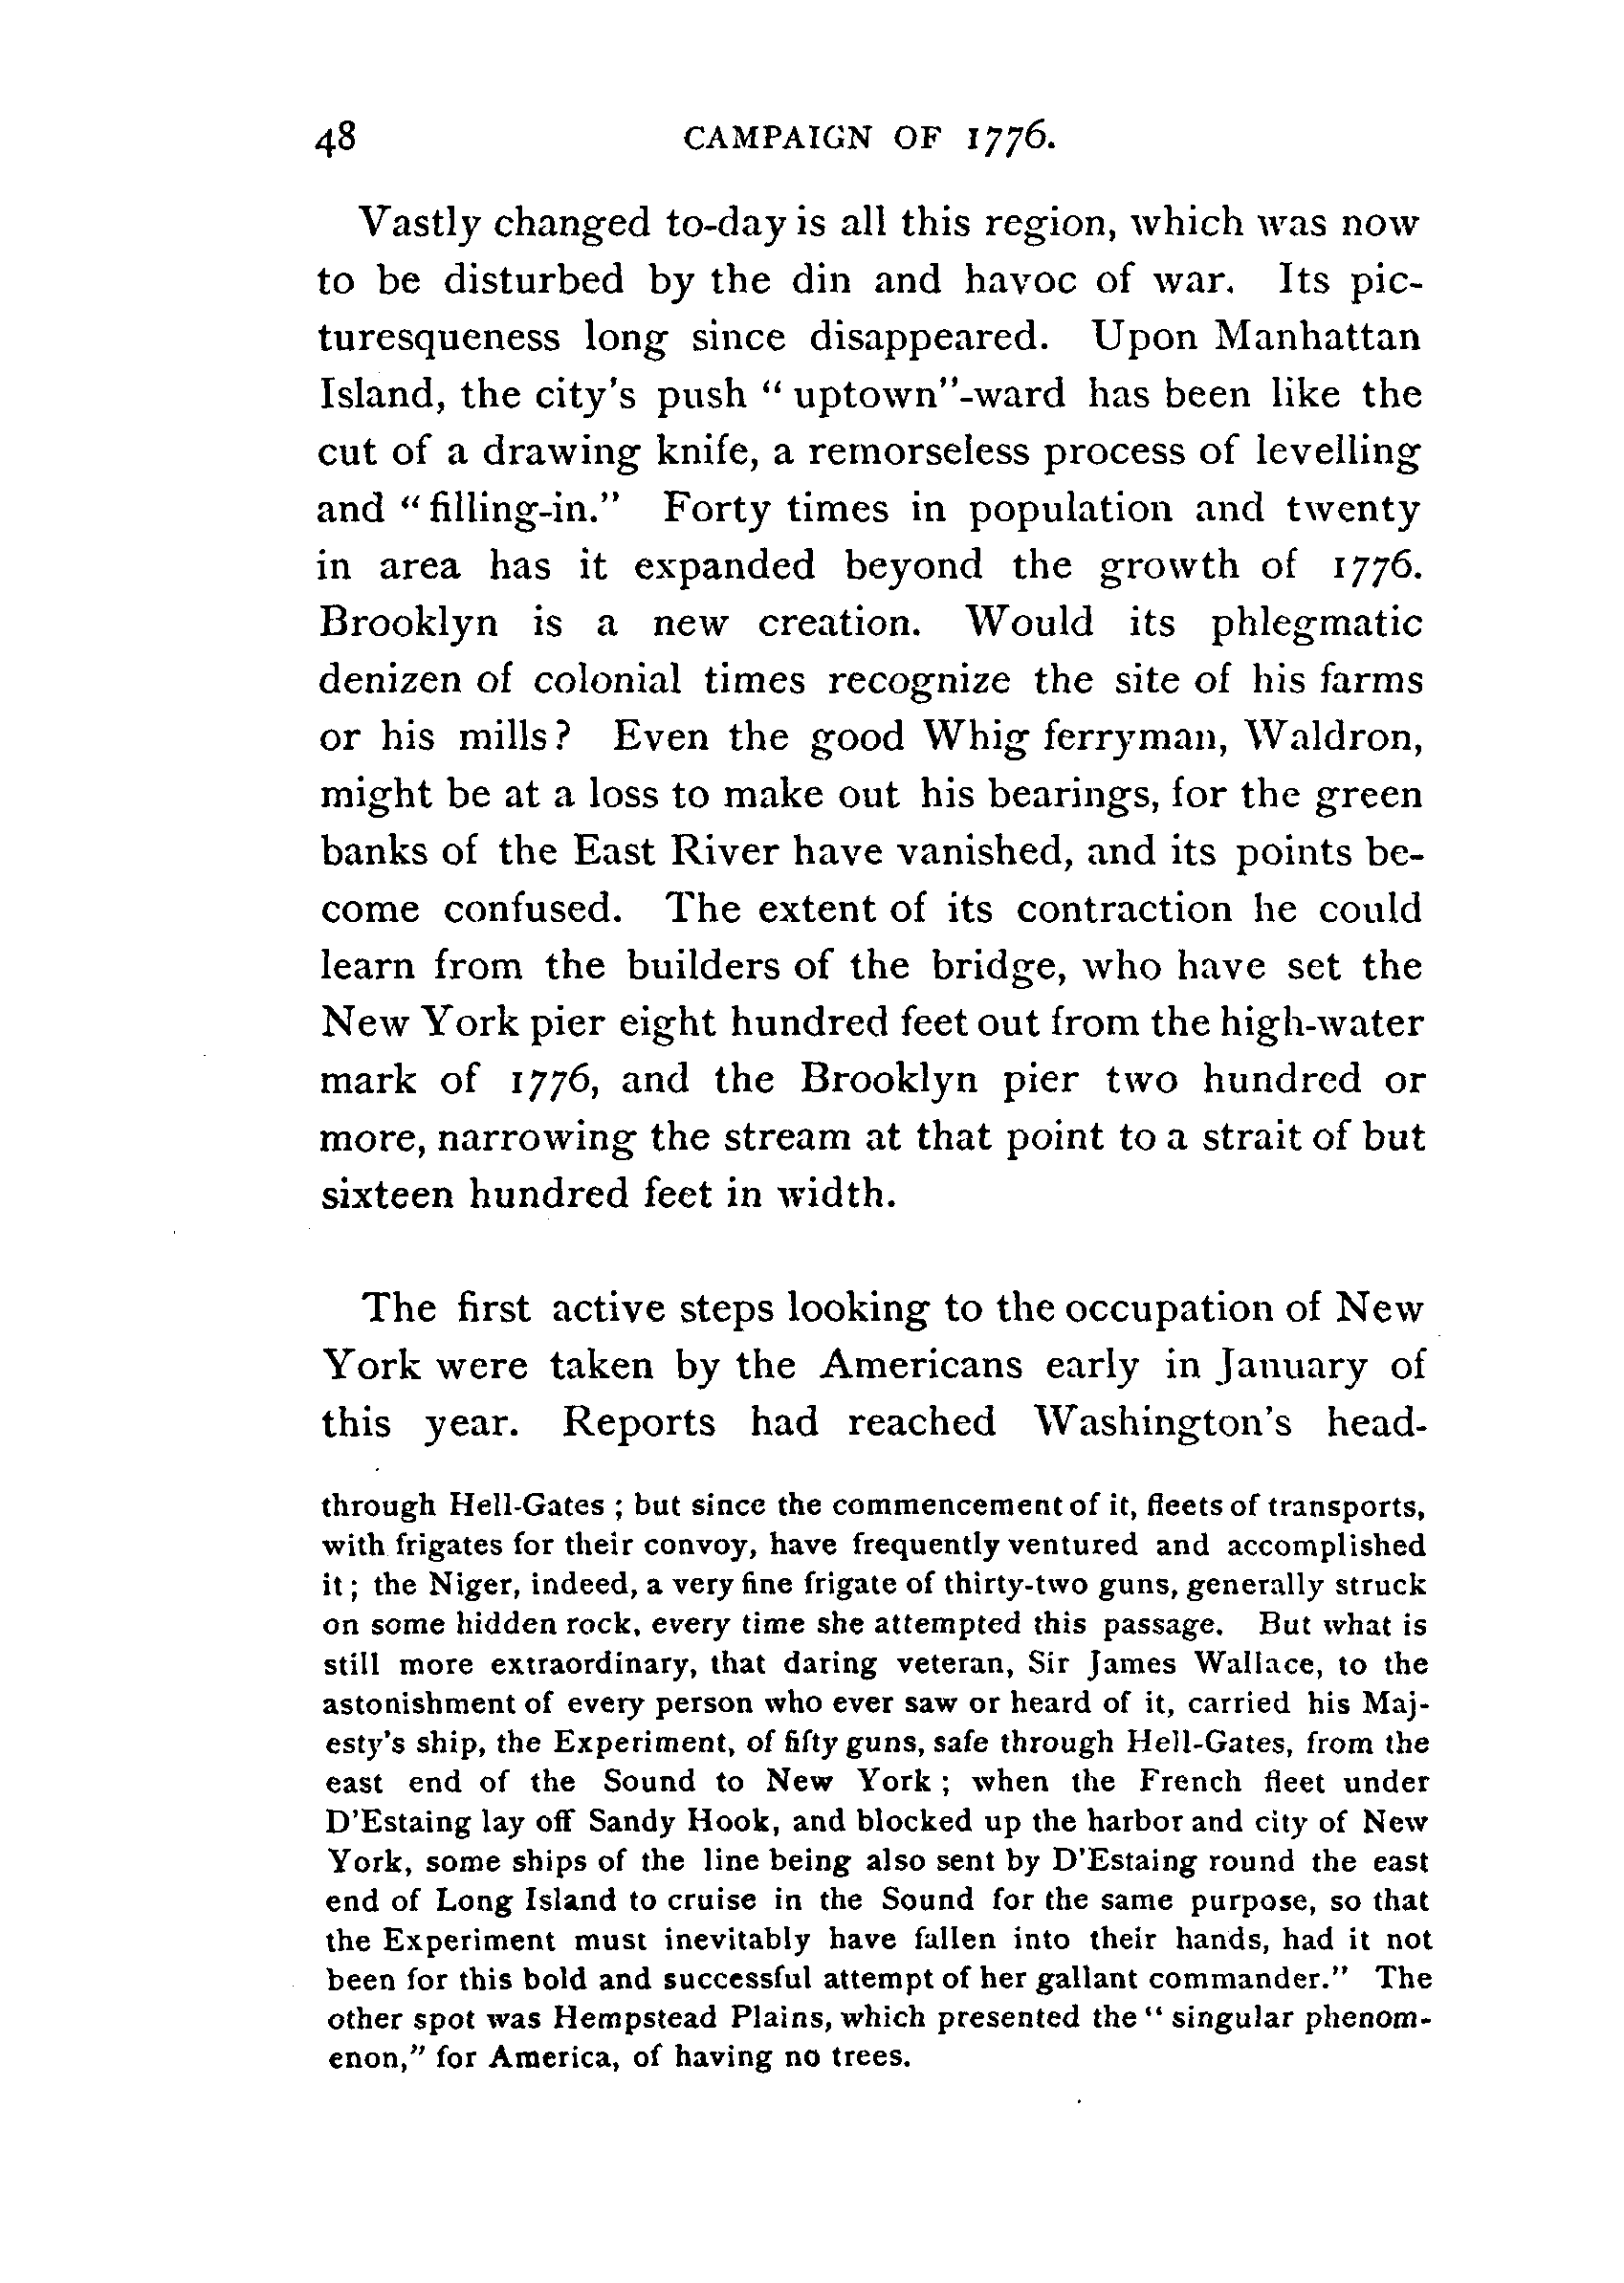 48 CAMPAIGN OF 1776.
Vastly changed to-day is all this region, which was now
to be disturbed by the din and havoc of war. Its pic-
turesqueness long since disappeared. Upon Manhattan
Island, the city's push “ uptown”-ward has been like the
cut of a drawing knife, a remorseless process of levelling
and “ filling-in.” Forty times in population and twenty
in area has it expanded beyond the growth of 1776.
Brooklyn is a new creation. Would its phlegmatic
denizen of colonial times recognize the site of his farms
or his mills? Even the good Whig ferryman, Waldron,
might be at a loss to make out his bearings, for the green
banks of the East River have vanished, and its points be-
come confused. The extent of its contraction he could
learn from the builders of the bridge, who have set the
New York pier eight hundred feet out from the high-water
mark of 1776, and the Brooklyn pier two hundred or
more, narrowing the stream at that point to a strait of but
sixteen hundred feet in width.
The first active steps looking to the occupation of New
York were taken by the Americans early in January of
this year. Reports had reached Washington's head-
through Hell-Gates ; but since the commencement of it, fleets of transports,
with frigates for their convoy, have frequently ventured and accomplished
it ; the Niger, indeed, a very fine frigate of thirty-two guns, generally struck
on some hidden rock, every time she attempted this passage. But what is
still more extraordinary, that daring veteran, Sir James Wallace, to the
astonishment of every person who ever saw or heard of it, carried his Maj-
esty's ship, the Experiment, of fifty guns, safe through Hell-Gates, from the
east end of the Sound to New York ; when the French fleet under
D'Estaing lay off Sandy Hook, and blocked up the harbor and city of New
York, some ships of the line being also sent by D'Estaing round the east
end of Long Island to cruise in the Sound for the same purpose, so that
the Experiment must inevitably have fallen into their hands, had it not
been for this bold and successful attempt of her gallant commander.” The
other spot was Hempstead Plains, which presented the “ singular phenom-
enon,” for America, of having no trees.